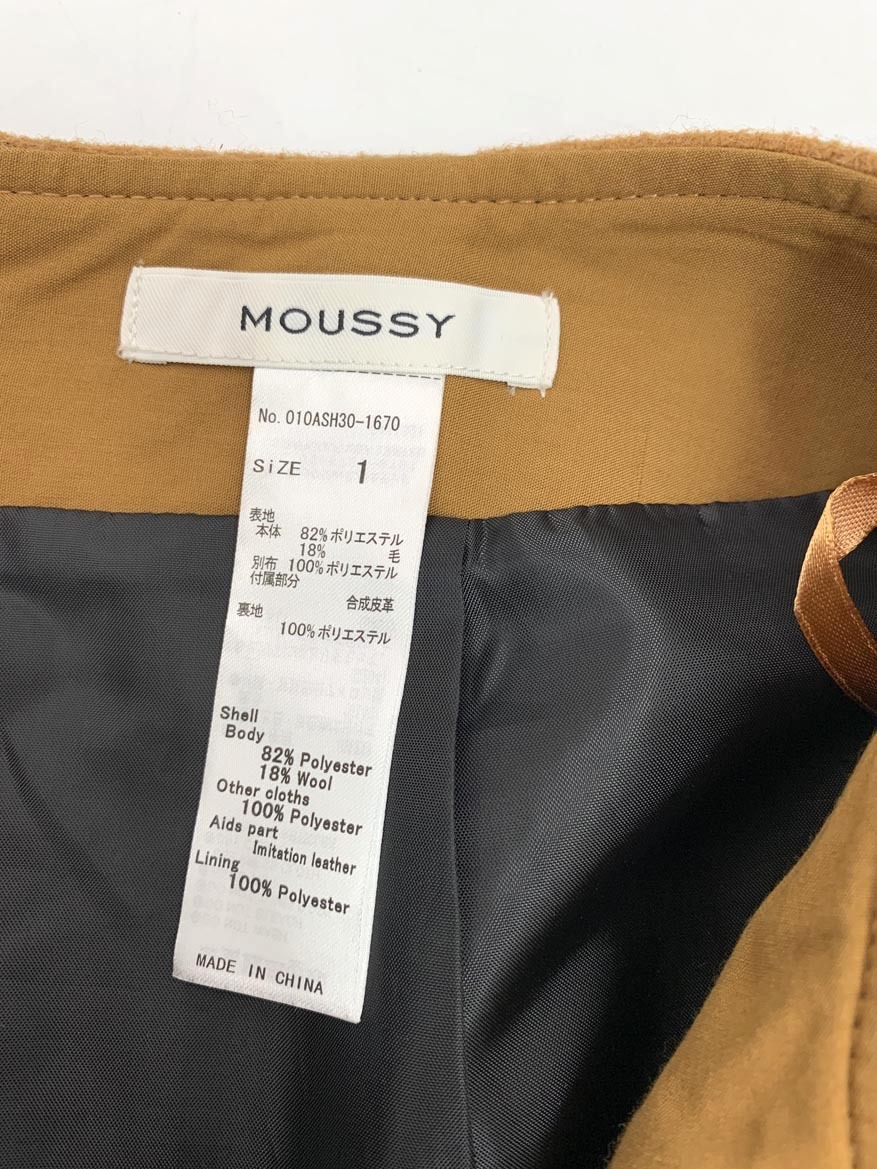 MOUSSY
No. 010ASH30-1670
SiZE 1
表地
本体 82%ポリエステル
18% 毛
別布 100%ポリエステル
付属部分
合成皮革
裏地
100%ポリエステル
Shell
Body
82% Polyester
18% Wool
Other cloths
100% Polyester
Aids part
Imitation leather
Lining
100% Polyester
MADE IN CHINA